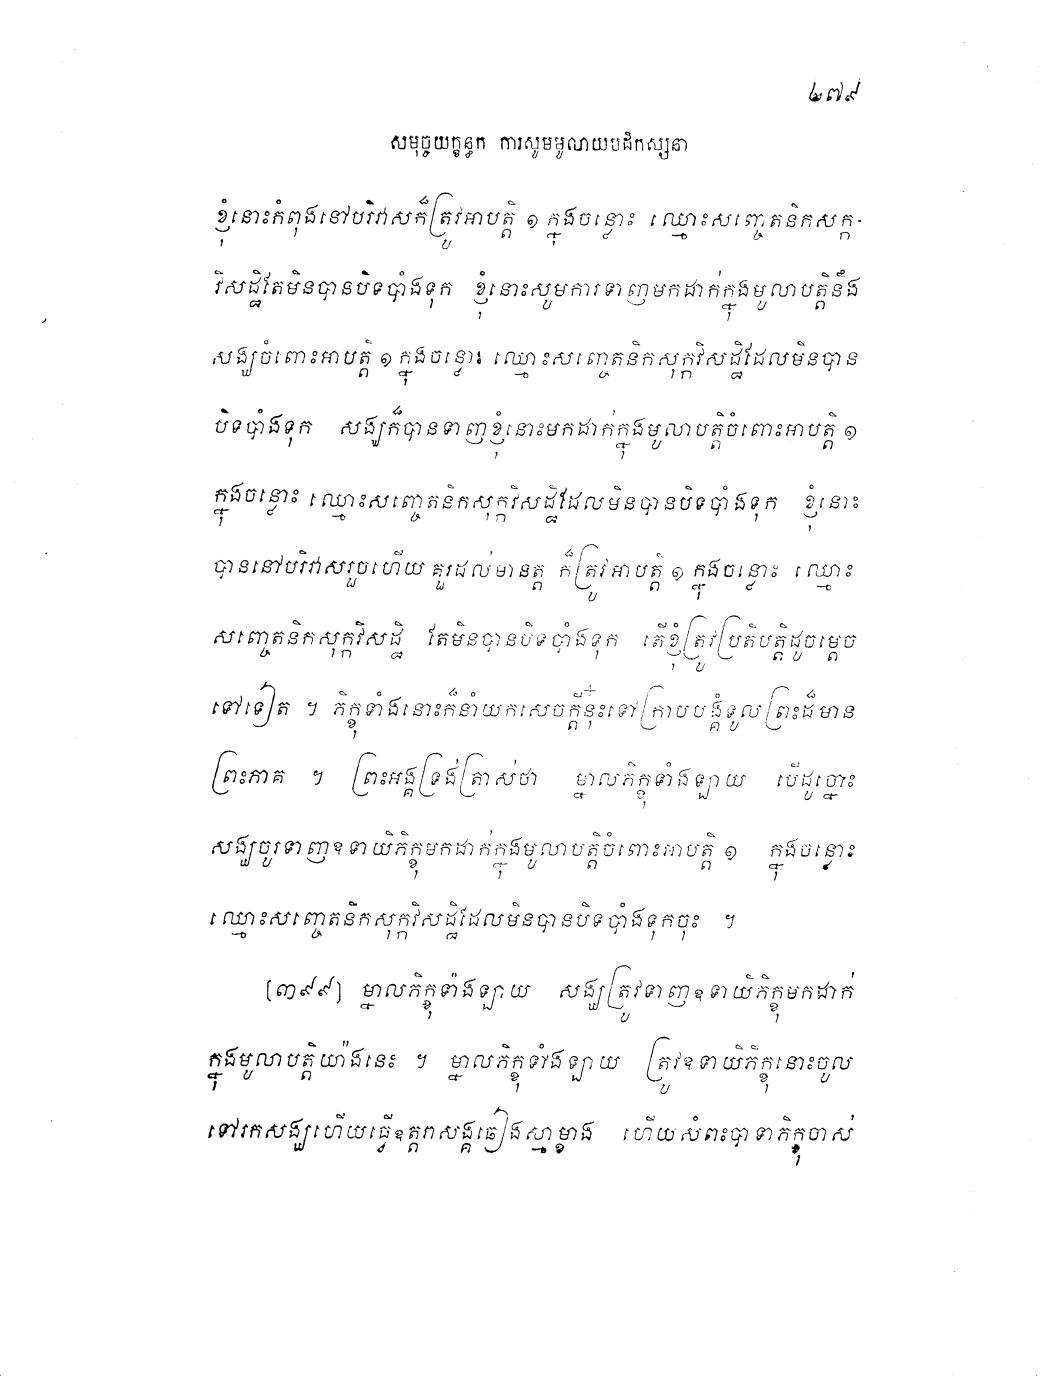 ៤៧៩
សមុច្ចយក្ខន្ធក ការសូមមូលាយបដិកស្សនា
ខ្ញុំនោះកំពុងនៅបរិវាសក៏ត្រូវអាបត្តិ ១ ក្នុងចន្លោះ ឈ្មោះសញ្ចេតនិកសុក្ក-
វិសដ្ឋិតែមិនបានបិទបាំងទុក ខ្ញុំនោះសូមការទាញមកដាក់ក្នុងមូលាបត្តិនឹង
សង្ឃចំពោះអាបត្តិ ១ ក្នុងចន្លោះ ឈ្មោះសញ្ចេតនិកសុក្កវិសដ្ឋិដែលមិនបាន
បិទបាំងទុក សង្ឃក៏បានទាញខ្ញុំនោះមកដាក់ក្នុងមូលាបត្តិចំពោះអាបត្តិ ១
ក្នុងចន្លោះ ឈ្មោះសញ្ចេតនិកសុក្កវិសដ្ឋិដែលមិនបានបិទបាំងទុក ខ្ញុំនោះ
បាននៅបរិវាសរួចហើយ គួរដល់មានត្ត ក៏ត្រូវអាបត្តិ ១ ក្នុងចន្លោះ ឈ្មោះ
សញ្ចេតនិកសុក្កវិសដ្ឋិ តែមិនបានបិទបាំងទុក តើខ្ញុំត្រូវប្រតិបត្តិដូចម្តេច
ទៅទៀត ។ ភិក្ខុទាំងនោះក៏នាំយកសេចក្តីនុ៎ះទៅក្រាបបង្គំទូលព្រះដ៏មាន
ព្រះភាគ ។ ព្រះអង្គទ្រង់ត្រាស់ថា ម្នាលភិក្ខុទាំងឡាយ បើដូច្នោះ
សង្ឃចូរទាញឧទាយិភិក្ខុមកដាក់ក្នុងមូលាបត្តិចំពោះអាបត្តិ ១ ក្នុងចន្លោះ
ឈ្មោះសញ្ចេតនិកសុក្កវិសដ្ឋិដែលមិនបានបិទបាំងទុកចុះ ។
[៣៩៩] ម្នាលភិក្ខុទាំងឡាយ សង្ឃត្រូវទាញឧទាយិភិក្ខុមកដាក់
ក្នុងមូលាបត្តិយ៉ាងនេះ ។ ម្នាលភិក្ខុទាំងឡាយ ត្រូវឧទាយិភិក្ខុនោះចូល
ទៅរកសង្ឃហើយធ្វើឧត្តរាសង្គឆៀងស្មាម្ខាង ហើយសំពះបាទាភិក្ខុចាស់